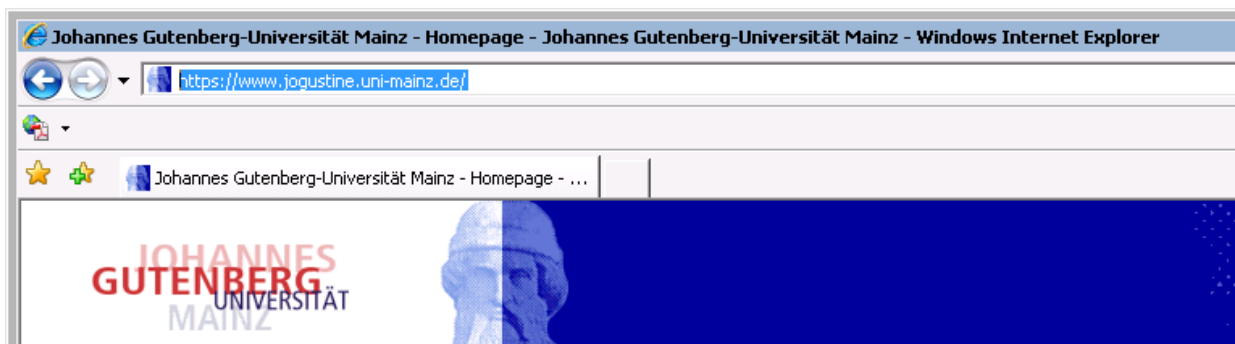 Johannes Gutenberg-Universität Mainz - Homepage - Johannes Gutenberg-Universität Mainz - Windows Internet Explorer
https://www.jogustine.uni-mainz.de/
Johannes Gutenberg-Universität Mainz - Homepage - ...
JOHANNES
GUTENBERG
UNIVERSITÄT
MAINZ